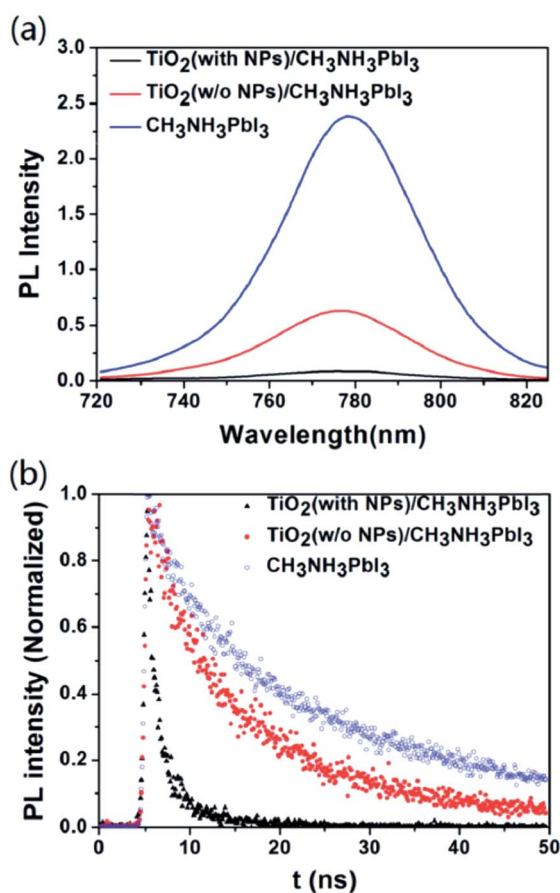 (a)
3.0
2.5
2.0
1.5
1.0
0.5
0.0
PL Intensity
TiO₂(with NPs)/CH₃NH₃PbI₃
TiO₂(w/o NPs)/CH₃NH₃PbI₃
CH₃NH₃PbI₃
720 740 760 780 800 820
Wavelength(nm)
(b)
1.0
0.8
0.6
0.4
0.2
0.0
PL intensity (Normalized)
TiO₂(with NPs)/CH₃NH₃PbI₃
TiO₂(w/o NPs)/CH₃NH₃PbI₃
CH₃NH₃PbI₃
0 10 20 30 40 50
t (ns)